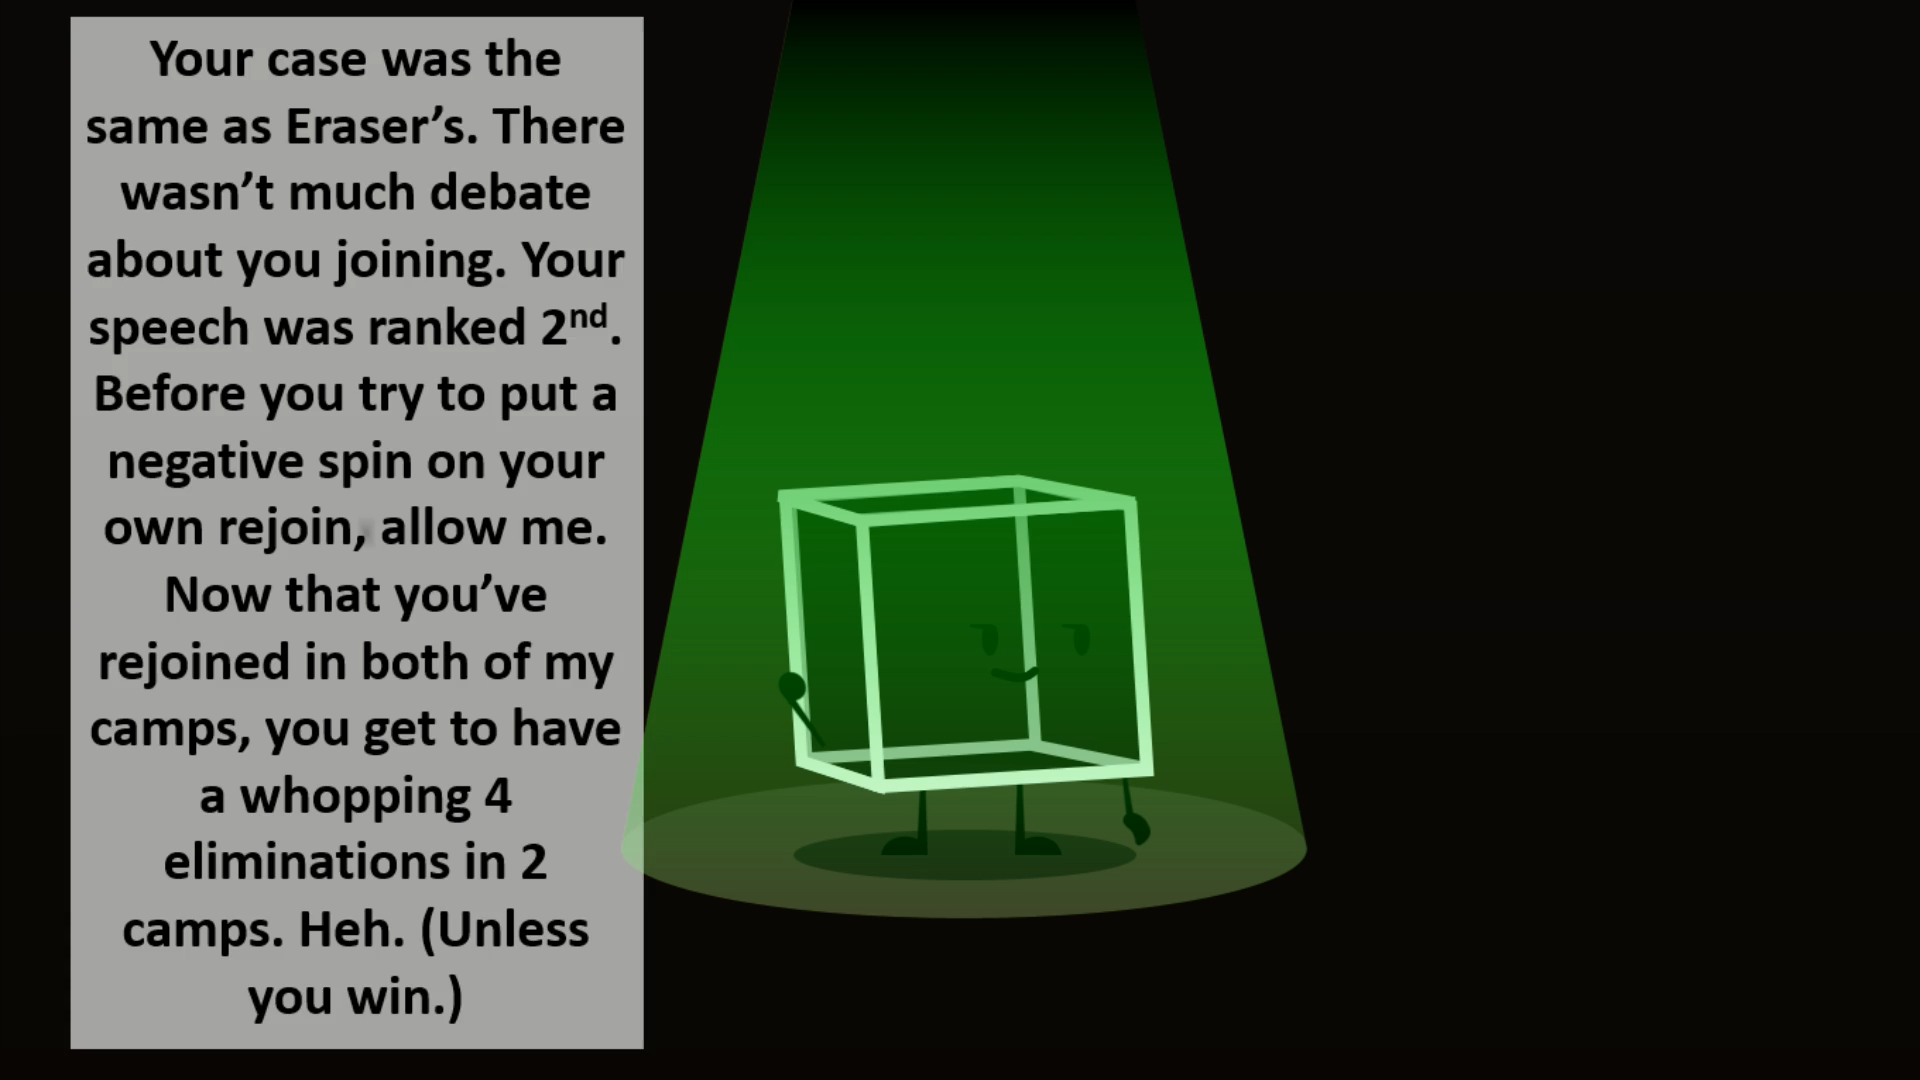 Your case was the
same as Eraser’s. There
wasn’t much debate
about you joining. Your
speech was ranked 2nd.
Before you try to put a
negative spin on your
own rejoin, allow me.
Now that you’ve
rejoined in both of my
camps, you get to have
a whopping 4
eliminations in 2
camps. Heh. (Unless
you win.)